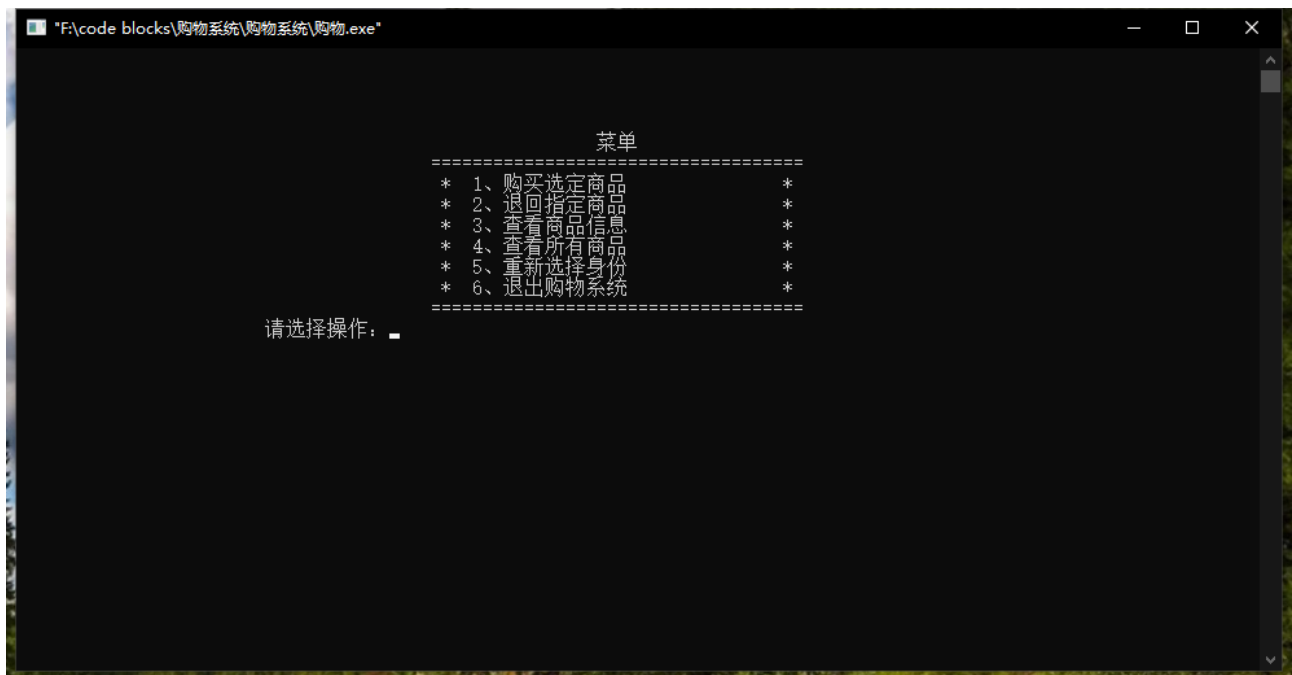 "F:\code blocks\购物系统\购物系统\购物.exe"
菜单
====================================
* 1、购买选定商品 *
* 2、退回指定商品 *
* 3、查看商品信息 *
* 4、查看所有商品 *
* 5、重新选择身份 *
* 6、退出购物系统 *
====================================
请选择操作：